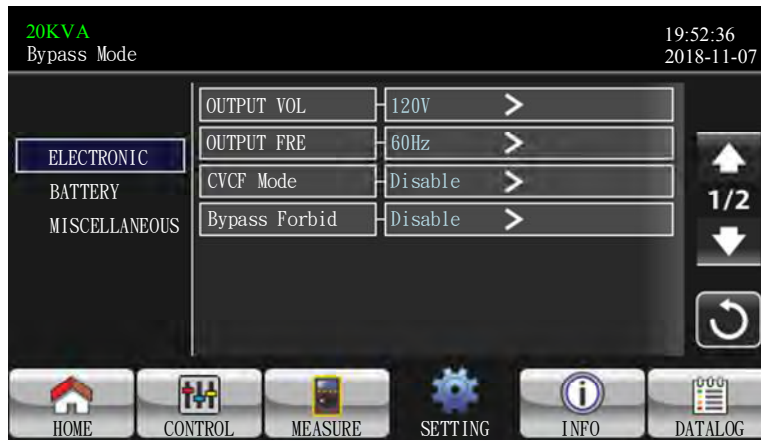 20KVA
Bypass Mode
19:52:36
2018-11-07
ELECTRONIC
BATTERY
MISCELLANEOUS
OUTPUT VOL 120V >
OUTPUT FRE 60Hz >
CVCF Mode Disable >
Bypass Forbid Disable >
1/2
HOME CONTROL MEASURE SETTING INFO DATALOG